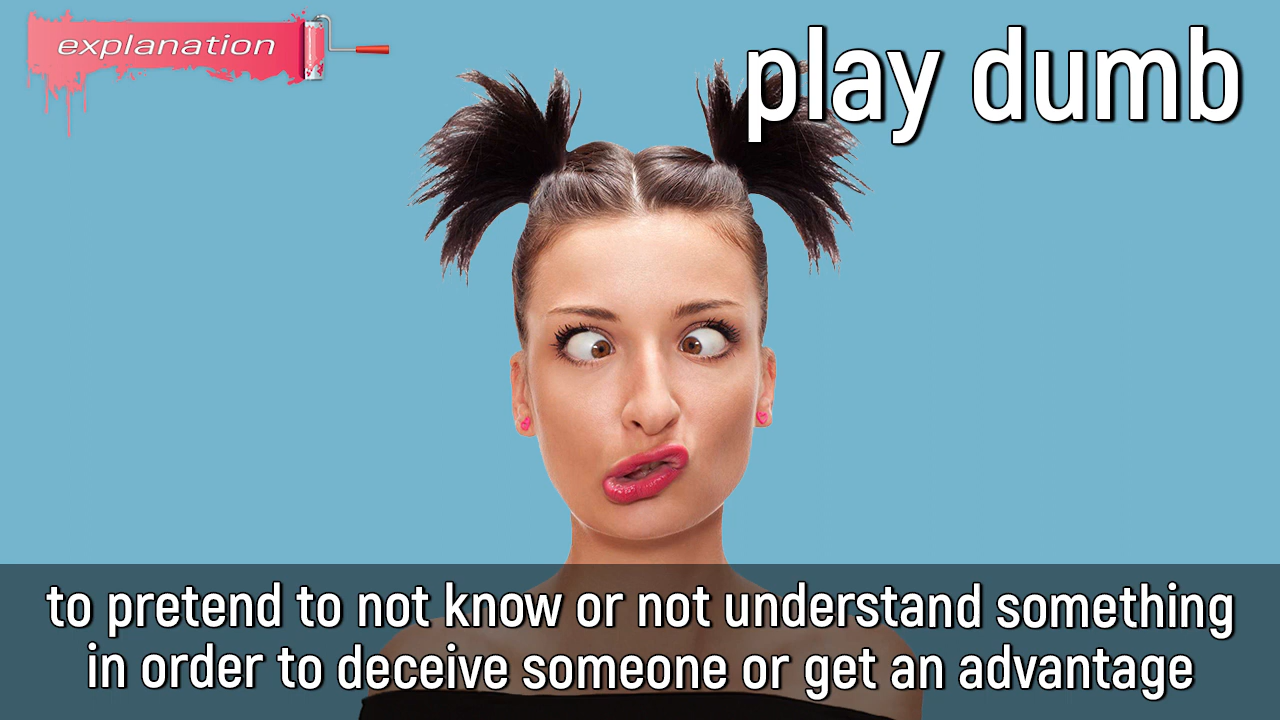 explanation
play dumb
to pretend to not know or not understand something
in order to deceive someone or get an advantage